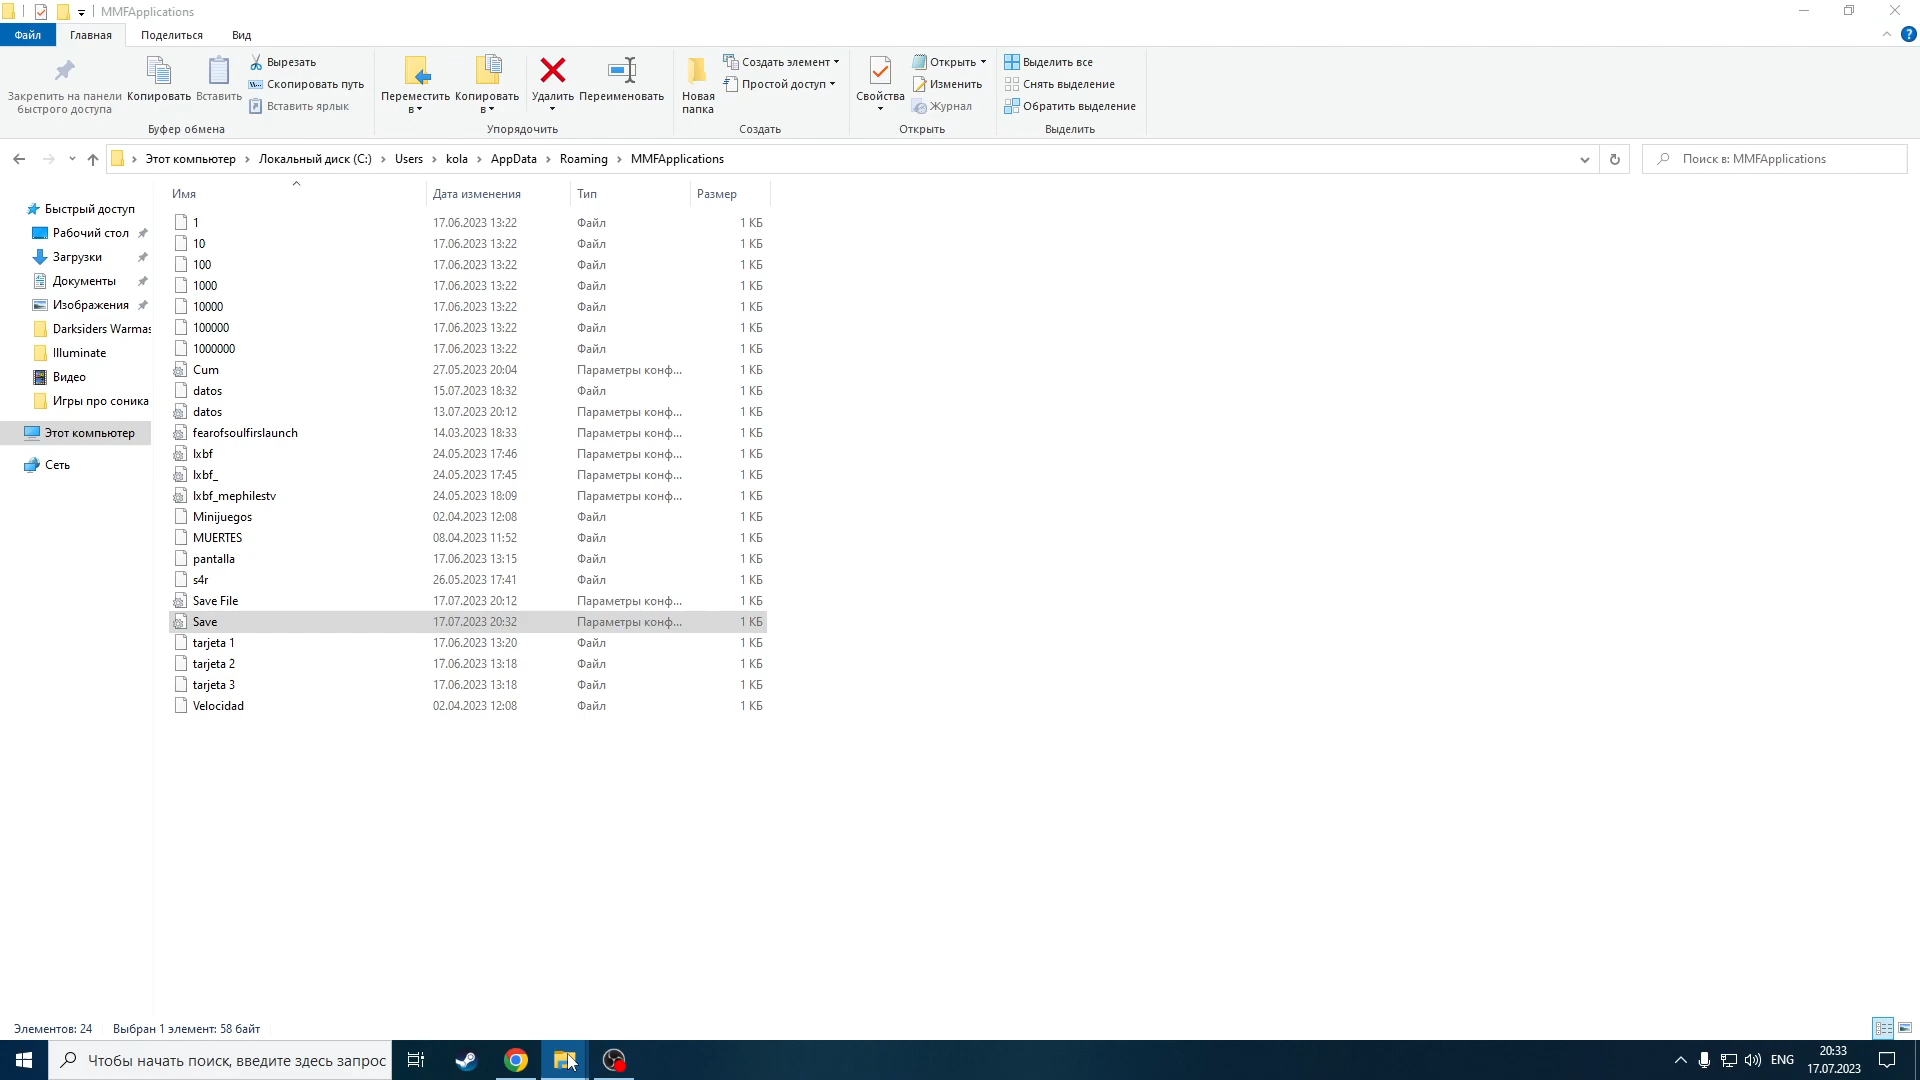 MMFApplications
Файл
Главная
Поделиться
Вид
?
Закрепить на панели быстрого доступа
Копировать
Вставить
Вырезать
Скопировать путь
Вставить ярлык
Переместить в
Копировать в
Удалить
Переименовать
Новая папка
Создать элемент
Простой доступ
Свойства
Открыть
Изменить
Журнал
Выделить все
Снять выделение
Обратить выделение
Буфер обмена
Упорядочить
Создать
Открыть
Выделить
Этот компьютер > Локальный диск (C:) > Users > kola > AppData > Roaming > MMFApplications
Поиск в: MMFApplications
Быстрый доступ
Рабочий стол
Загрузки
Документы
Изображения
Darksiders Warmas
Illuminate
Видео
Игры про соника
Этот компьютер
Сеть
Имя Дата изменения Тип Размер
1 17.06.2023 13:22 Файл 1 КБ
10 17.06.2023 13:22 Файл 1 КБ
100 17.06.2023 13:22 Файл 1 КБ
1000 17.06.2023 13:22 Файл 1 КБ
10000 17.06.2023 13:22 Файл 1 КБ
100000 17.06.2023 13:22 Файл 1 КБ
1000000 17.06.2023 13:22 Файл 1 КБ
Cum 27.05.2023 20:04 Параметры конф... 1 КБ
datos 15.07.2023 18:32 Файл 1 КБ
datos 13.07.2023 20:12 Параметры конф... 1 КБ
fearofsoulfirslaunch 14.03.2023 18:33 Параметры конф... 1 КБ
lxbf 24.05.2023 17:46 Параметры конф... 1 КБ
lxbf_ 24.05.2023 17:45 Параметры конф... 1 КБ
lxbf_mephilestv 24.05.2023 18:09 Параметры конф... 1 КБ
Minijuegos 02.04.2023 12:08 Файл 1 КБ
MUERTES 08.04.2023 11:52 Файл 1 КБ
pantalla 17.06.2023 13:15 Файл 1 КБ
s4r 26.05.2023 17:41 Файл 1 КБ
Save File 17.07.2023 20:12 Параметры конф... 1 КБ
Save 17.07.2023 20:32 Параметры конф... 1 КБ
tarjeta 1 17.06.2023 13:20 Файл 1 КБ
tarjeta 2 17.06.2023 13:18 Файл 1 КБ
tarjeta 3 17.06.2023 13:18 Файл 1 КБ
Velocidad 02.04.2023 12:08 Файл 1 КБ
Элементов: 24 Выбран 1 элемент: 58 байт
Чтобы начать поиск, введите здесь запрос
ENG
20:33
17.07.2023